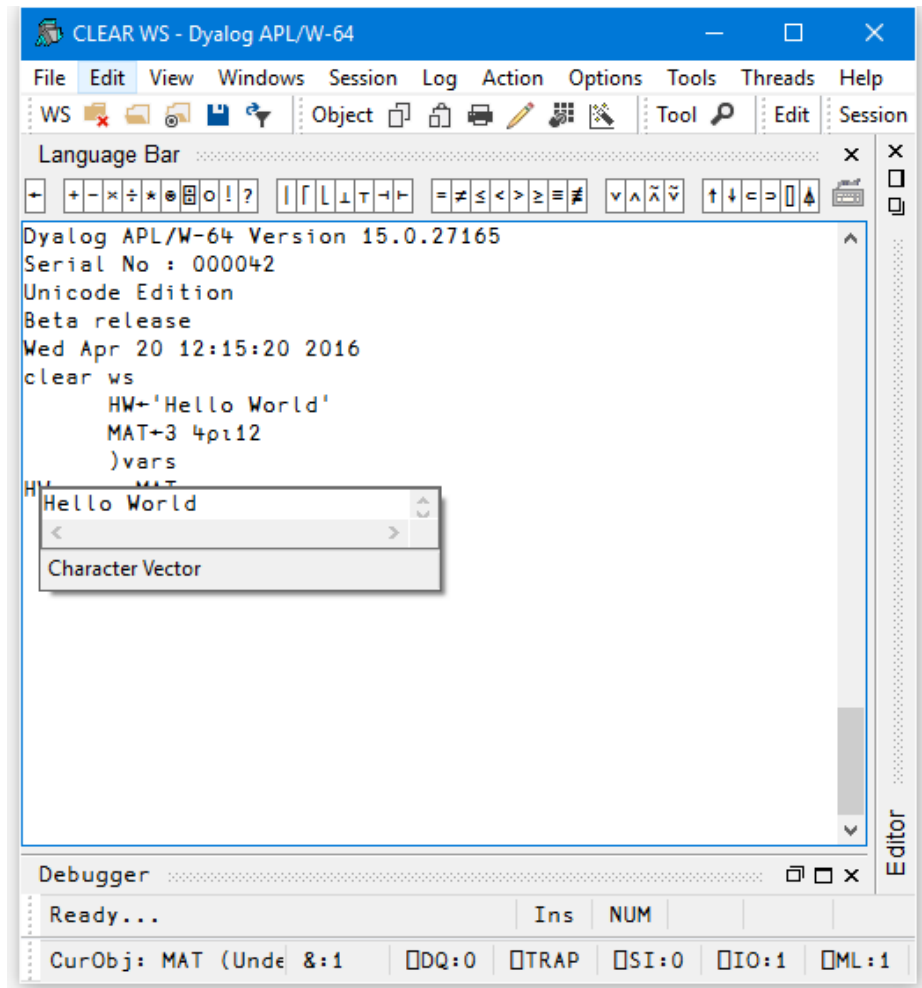 CLEAR WS - Dyalog APL/W-64
File Edit View Windows Session Log Action Options Tools Threads Help
WS Object Tool Edit Session
Language Bar
← + - × ÷ * ⍟ ⌹ ○ ! ? | ⌈ ⌊ ⊥ ⊤ ⊣ ⊢ = ≠ ≤ < > ≥ ≡ ≢ ∨ ∧ ⍲ ⍱ ↑ ↓ ⊂ ⊃ ⌷ ⍋
Dyalog APL/W-64 Version 15.0.27165
Serial No : 000042
Unicode Edition
Beta release
Wed Apr 20 12:15:20 2016
clear ws
HW←'Hello World'
MAT←3 4⍴⍳12
)vars
HW MAT
Hello World
Character Vector
Editor
Debugger
Ready... Ins NUM
CurObj: MAT (Unde &:1 ⎕DQ:0 ⎕TRAP ⎕SI:0 ⎕IO:1 ⎕ML:1